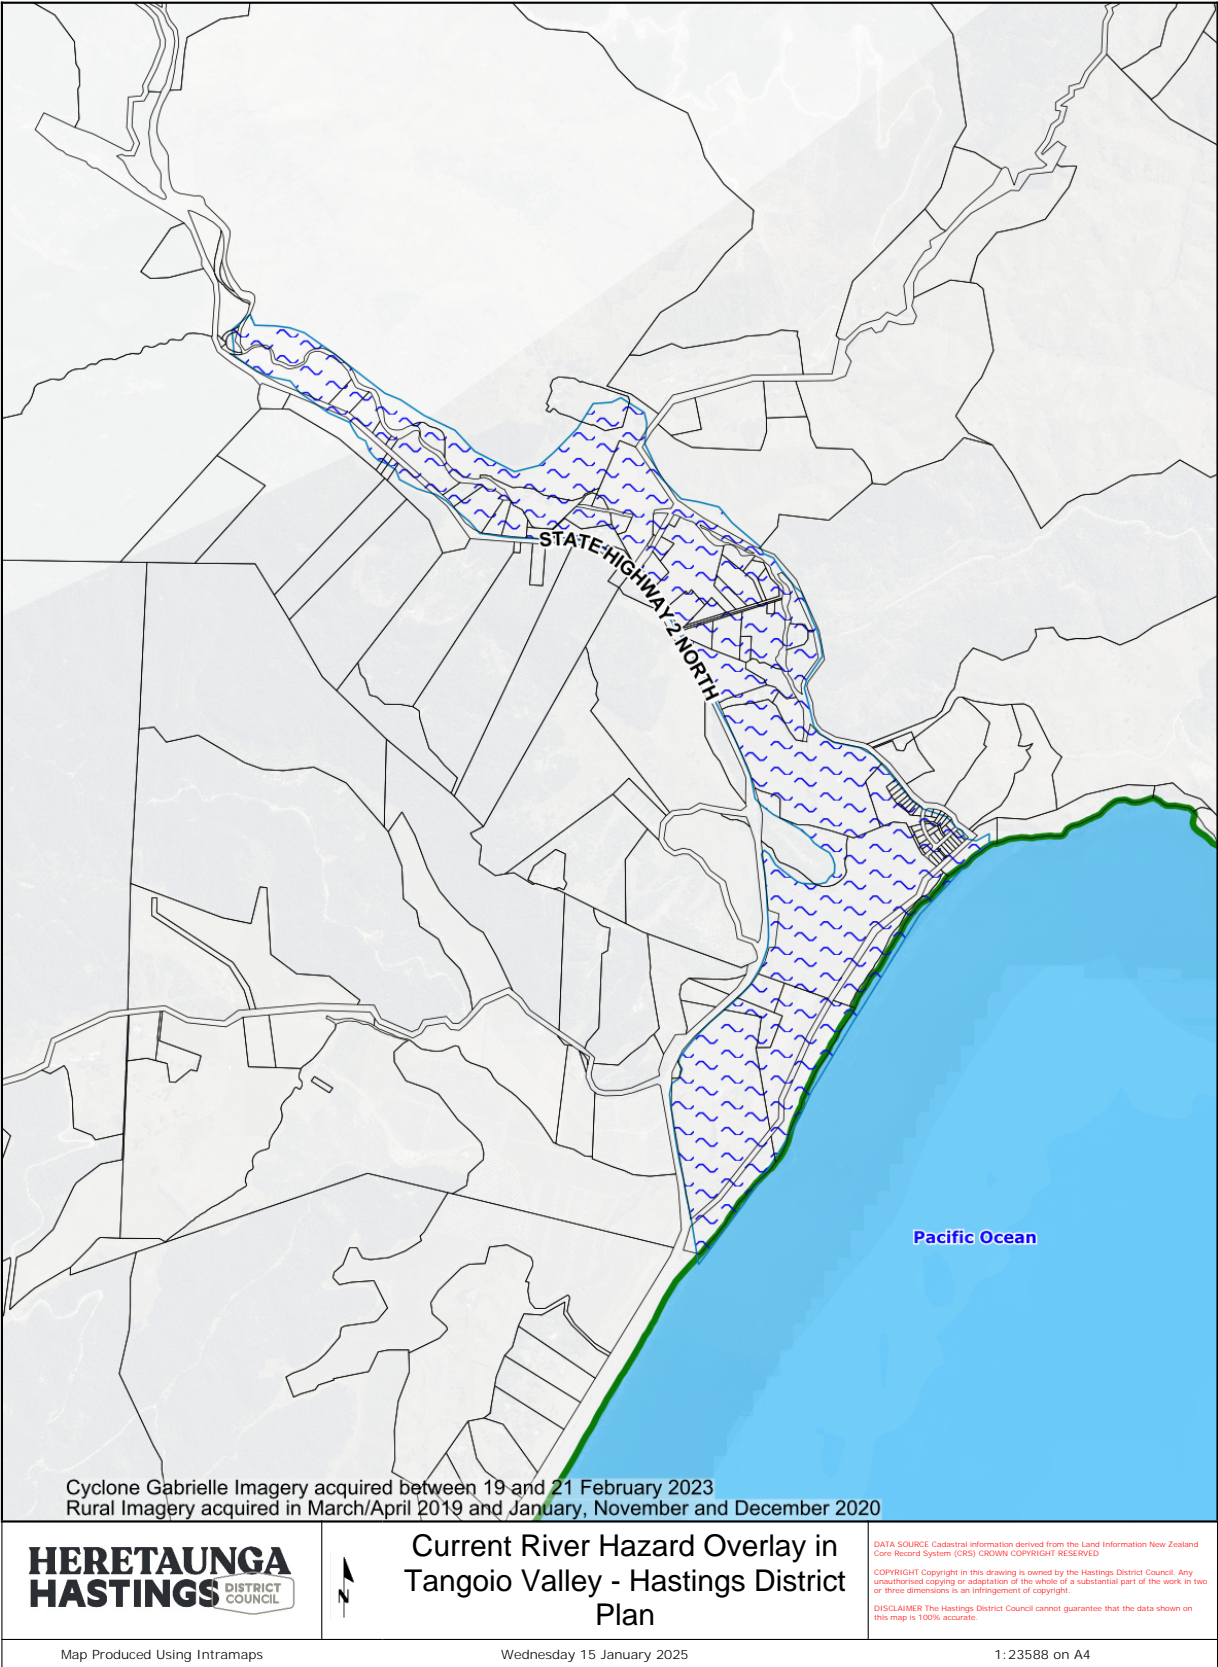 STATE HIGHWAY 2 NORTH
Pacific Ocean
Cyclone Gabrielle Imagery acquired between 19 and 21 February 2023
Rural Imagery acquired in March/April 2019 and January, November and December 2020
HERETAUNGA
HASTINGS
DISTRICT
COUNCIL
N
Current River Hazard Overlay in
Tangoio Valley - Hastings District
Plan
DATA SOURCE Cadastral information derived from the Land Information New Zealand
Core Record System (CRS) CROWN COPYRIGHT RESERVED
COPYRIGHT Copyright in this drawing is owned by the Hastings District Council. Any
unauthorised copying or adaptation of the whole of a substantial part of the work in two
or three dimensions is an infringement of copyright.
DISCLAIMER The Hastings District Council cannot guarantee that the data shown on
this map is 100% accurate.
Map Produced Using Intramaps
Wednesday 15 January 2025
1:23588 on A4